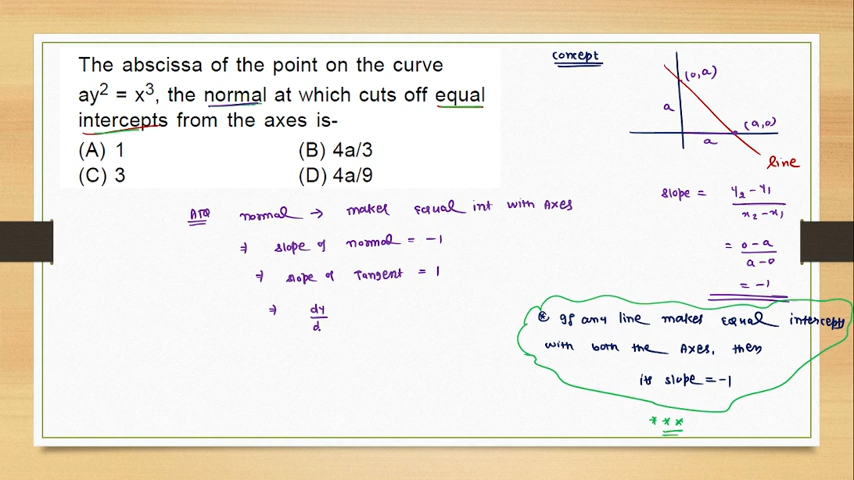 The abscissa of the point on the curve
ay² = x³, the normal at which cuts off equal
intercepts from the axes is-
(A) 1 (B) 4a/3
(C) 3 (D) 4a/9
concept
(0,a)
a
(a,0)
a
line
slope = y₂ - y₁ / x₂ - x₁
= 0 - a / a - 0
= -1
ATQ normal → makes Equal int with Axes
⇒ slope of normal = -1
⇒ slope of Tangent = 1
⇒ dy / d
* If any line makes Equal intercepts
with both the Axes, then
its slope = -1
* * *